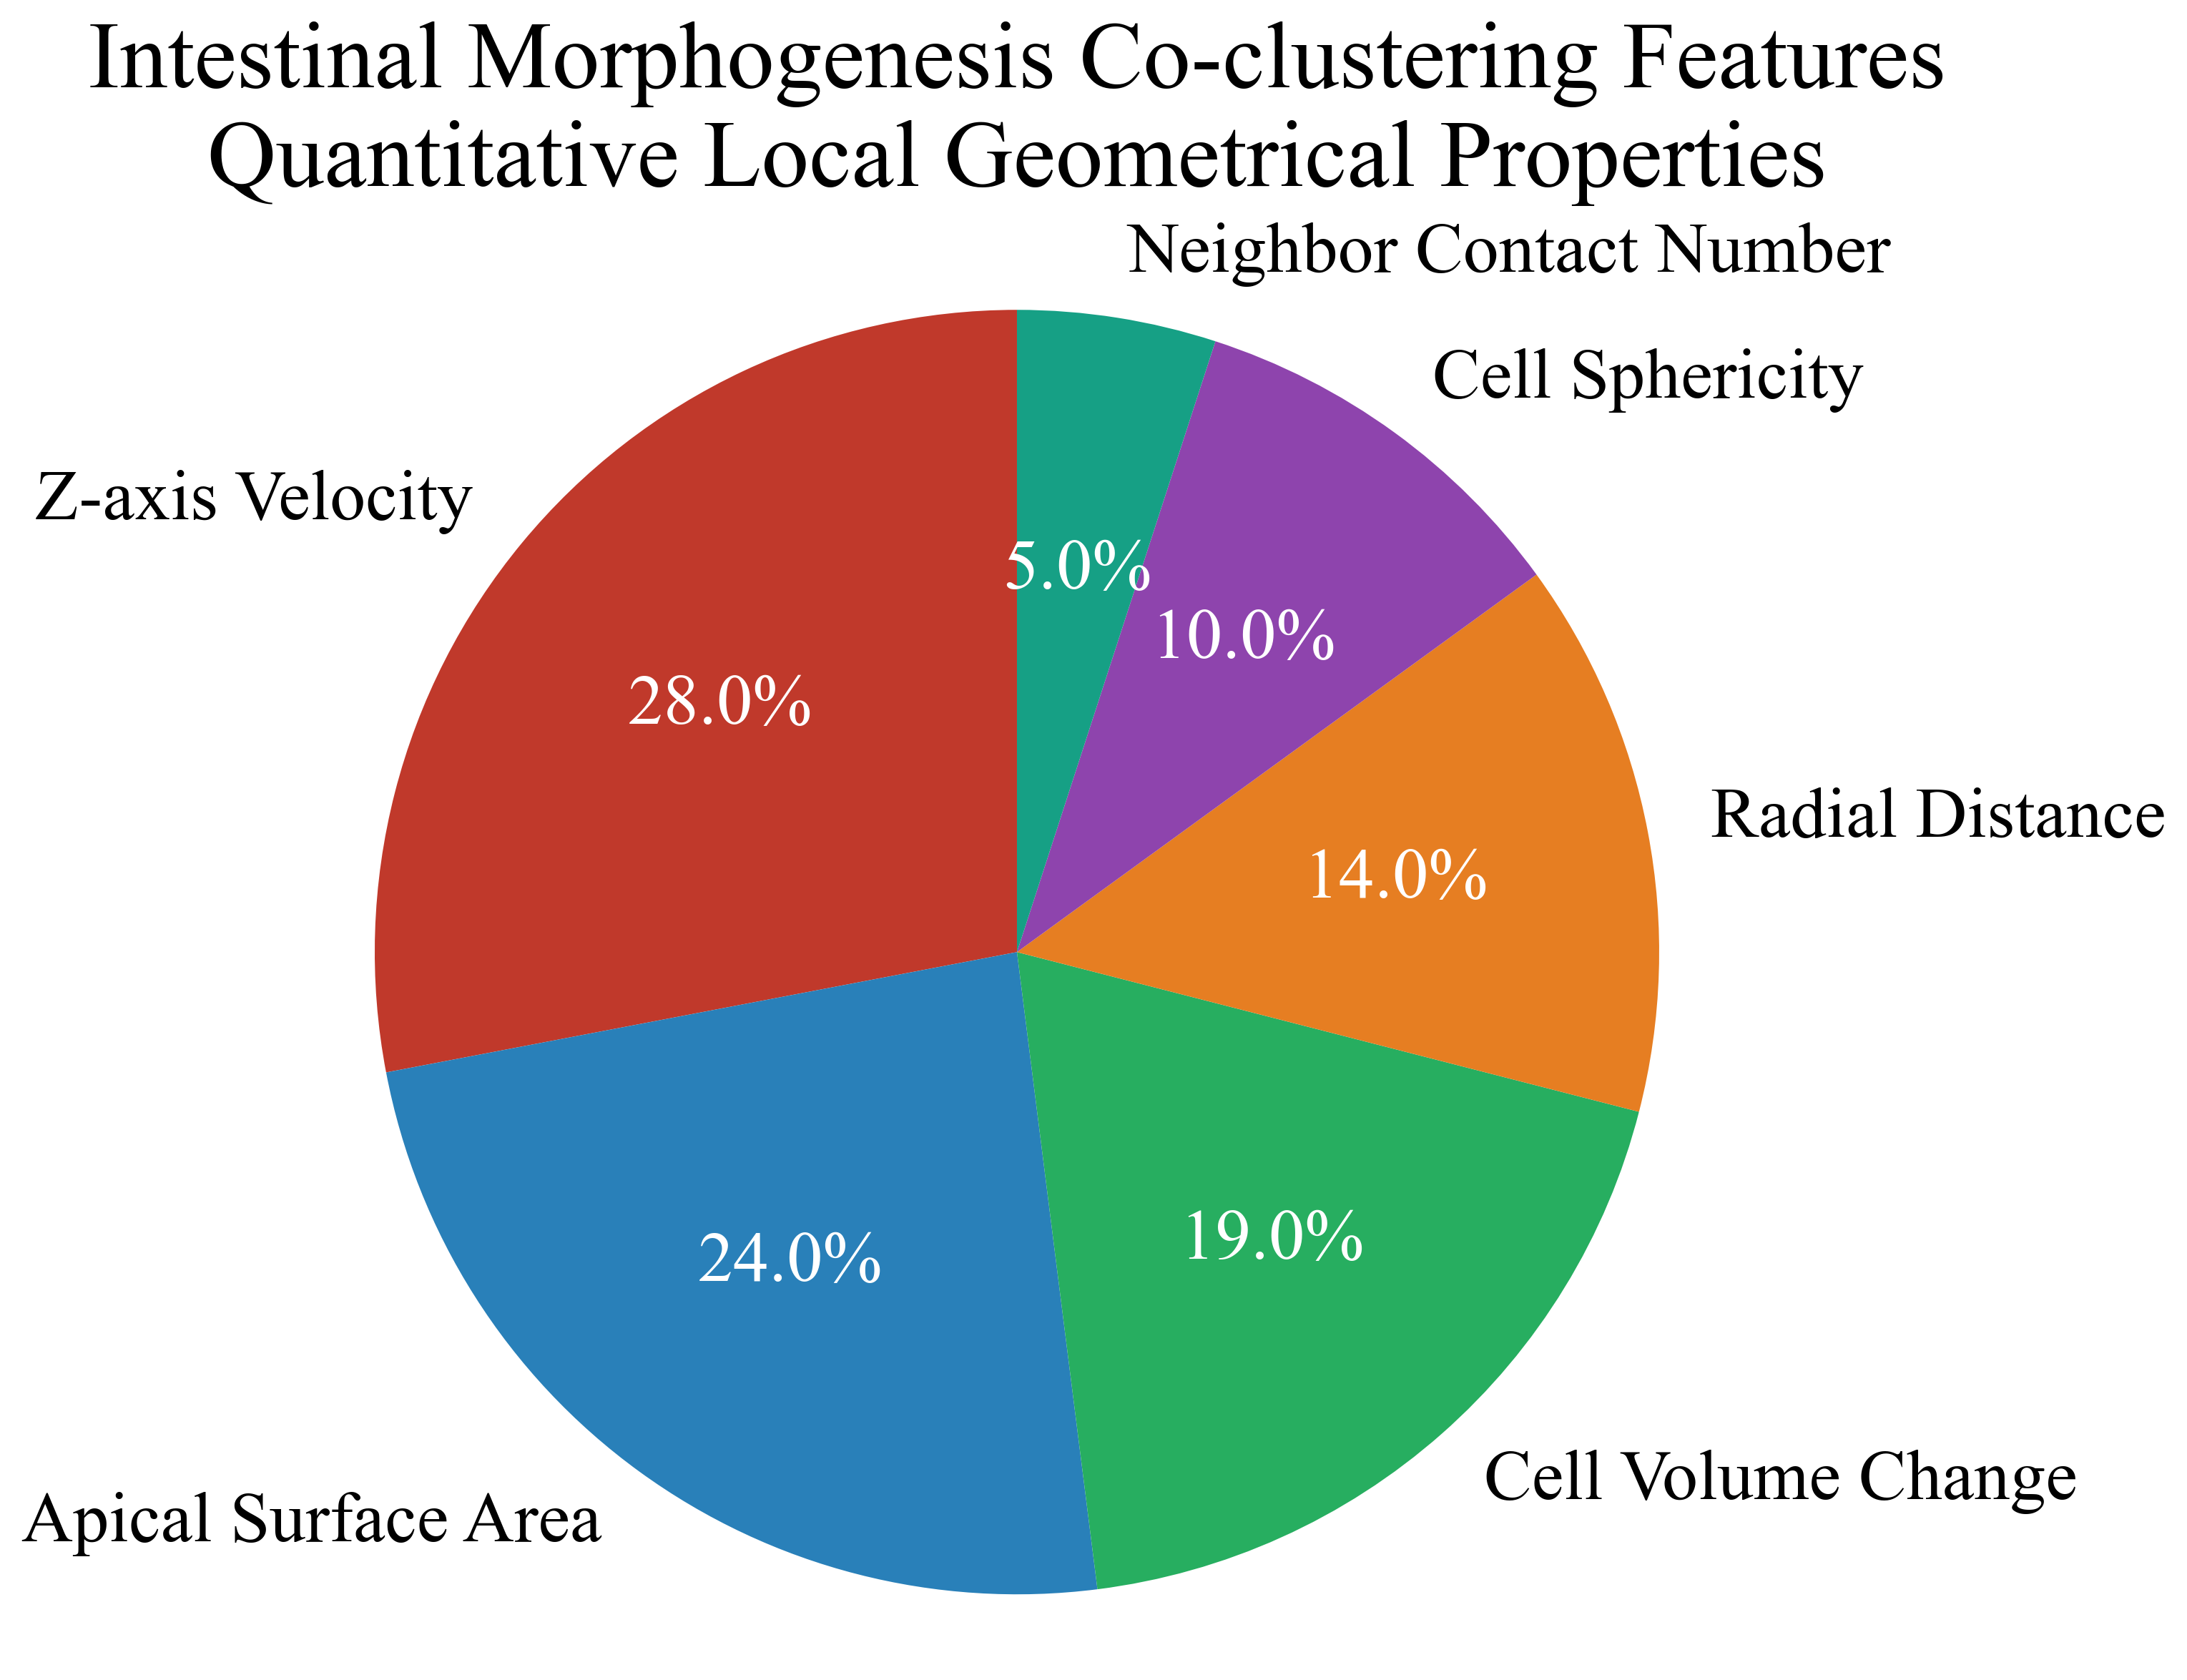 Intestinal Morphogenesis Co-clustering Features
Quantitative Local Geometrical Properties
Neighbor Contact Number
Cell Sphericity
Z-axis Velocity
5.0%
10.0%
28.0%
Radial Distance
14.0%
19.0%
24.0%
Cell Volume Change
Apical Surface Area